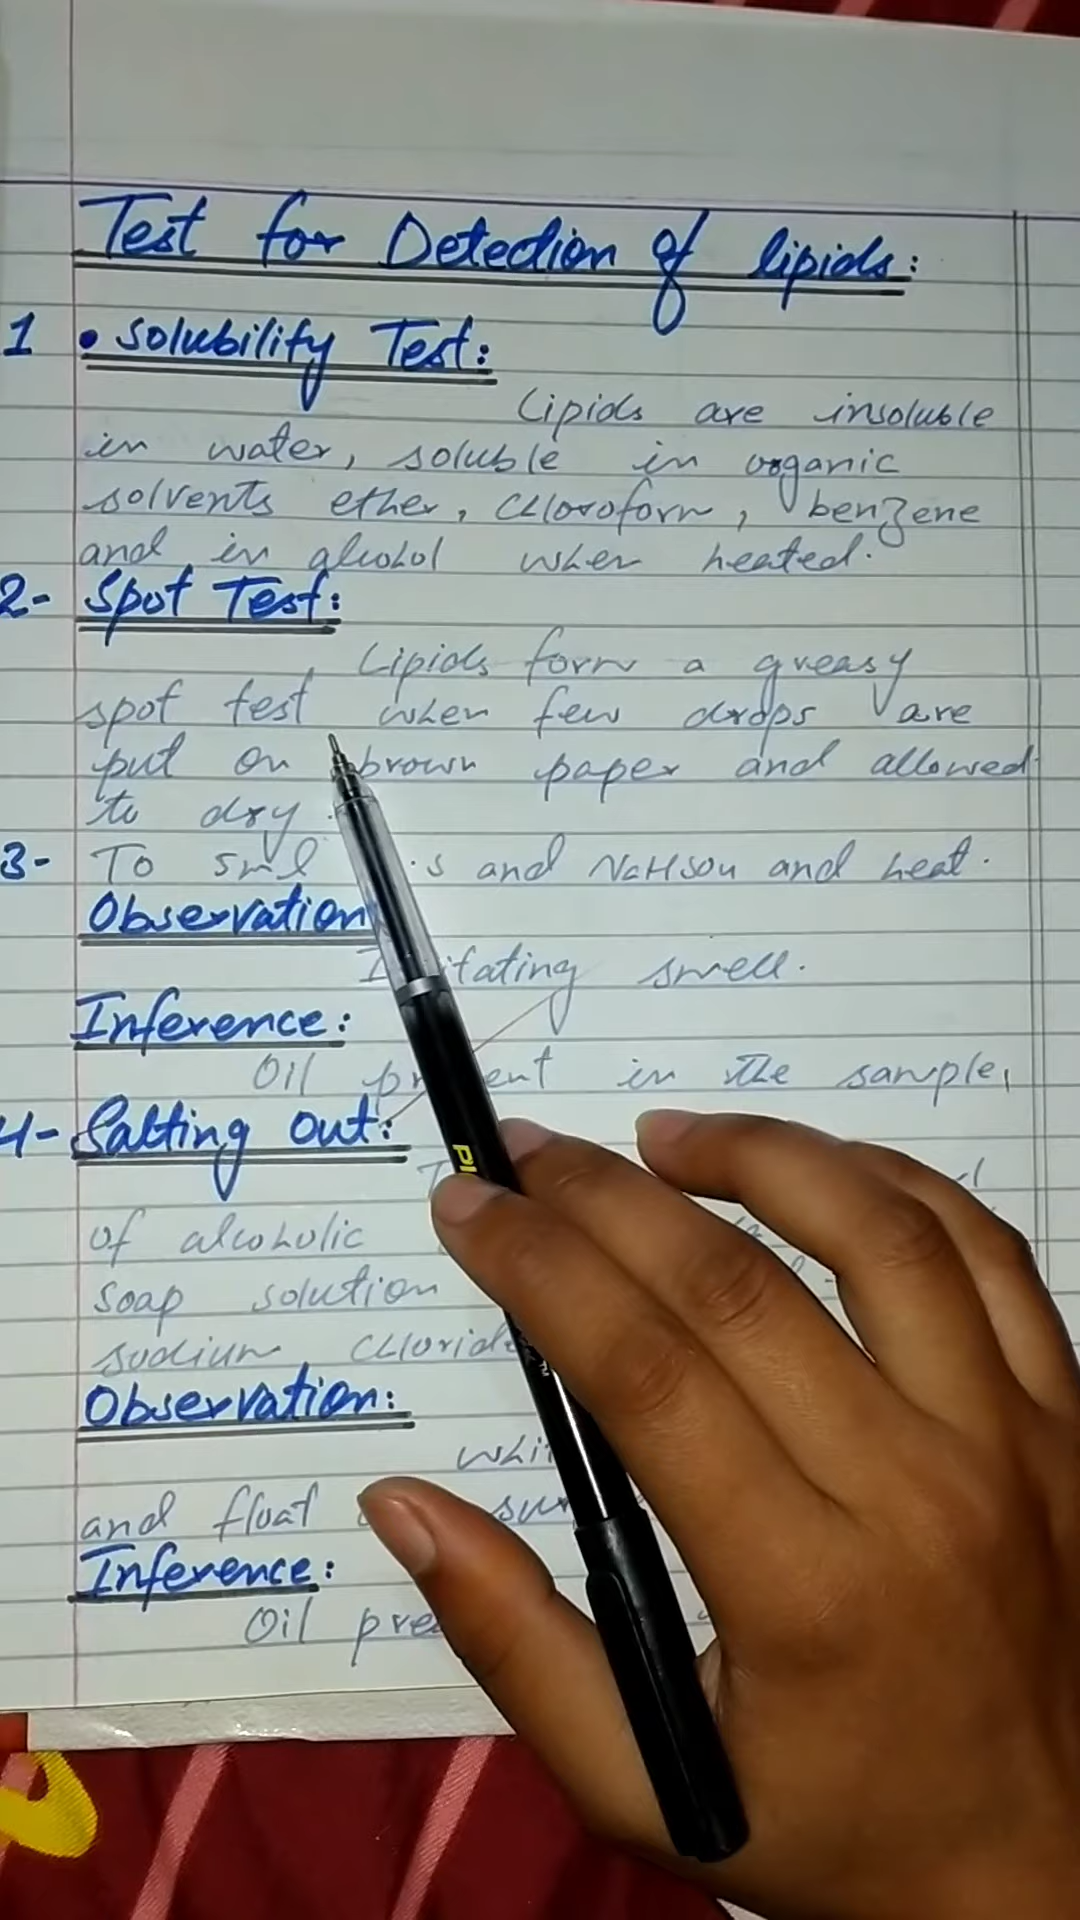 Test for Detection of lipids:
1 • Solubility Test:
Lipids are insoluble
in water, soluble in organic
solvents ether, chloroform, benzene
and in alcohol when heated.
2- Spot Test:
Lipids form a greasy
spot test when few drops are
put on brown paper and allowed
to dry.
3- To 5ml and NaHSO4 and heat.
Observation
smell.
Inference:
Oil in the sample,
4- Salting Out:
of alcoholic
soap solution
sodium chloride
Observation:
and float
Inference:
Oil